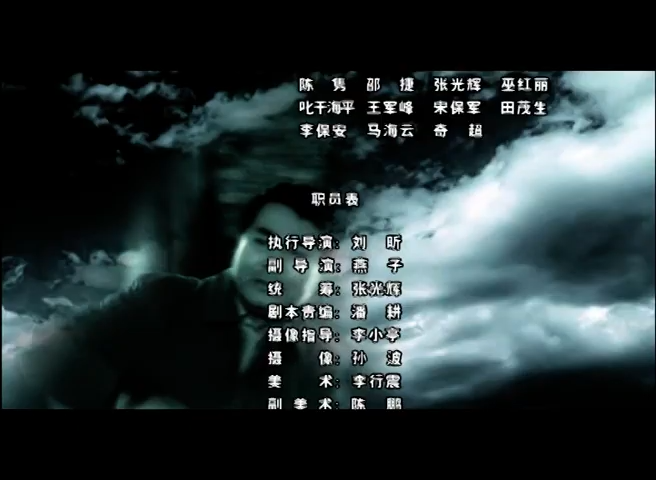 陈 隽 邵 捷 张光辉 巫红丽
叱干海平 王军峰 宋保军 田茂生
李保安 马海云 奇 超
职员表
执行导演：刘 昕
副 导 演：燕 子
统 筹：张光辉
剧本责编：潘 耕
摄像指导：李小亭
摄 像：孙 波
美 术：李行震
副 美 术：陈 鹏